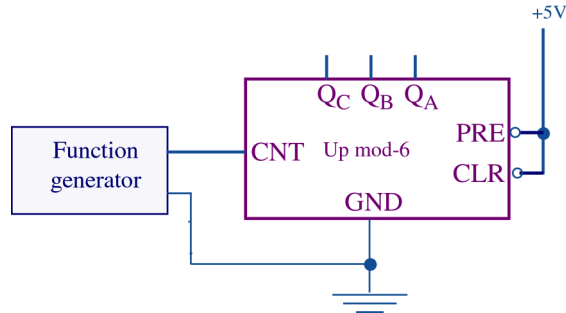 +5V
QC QB QA
PRE
Function
generator
CNT
Up mod-6
CLR
GND